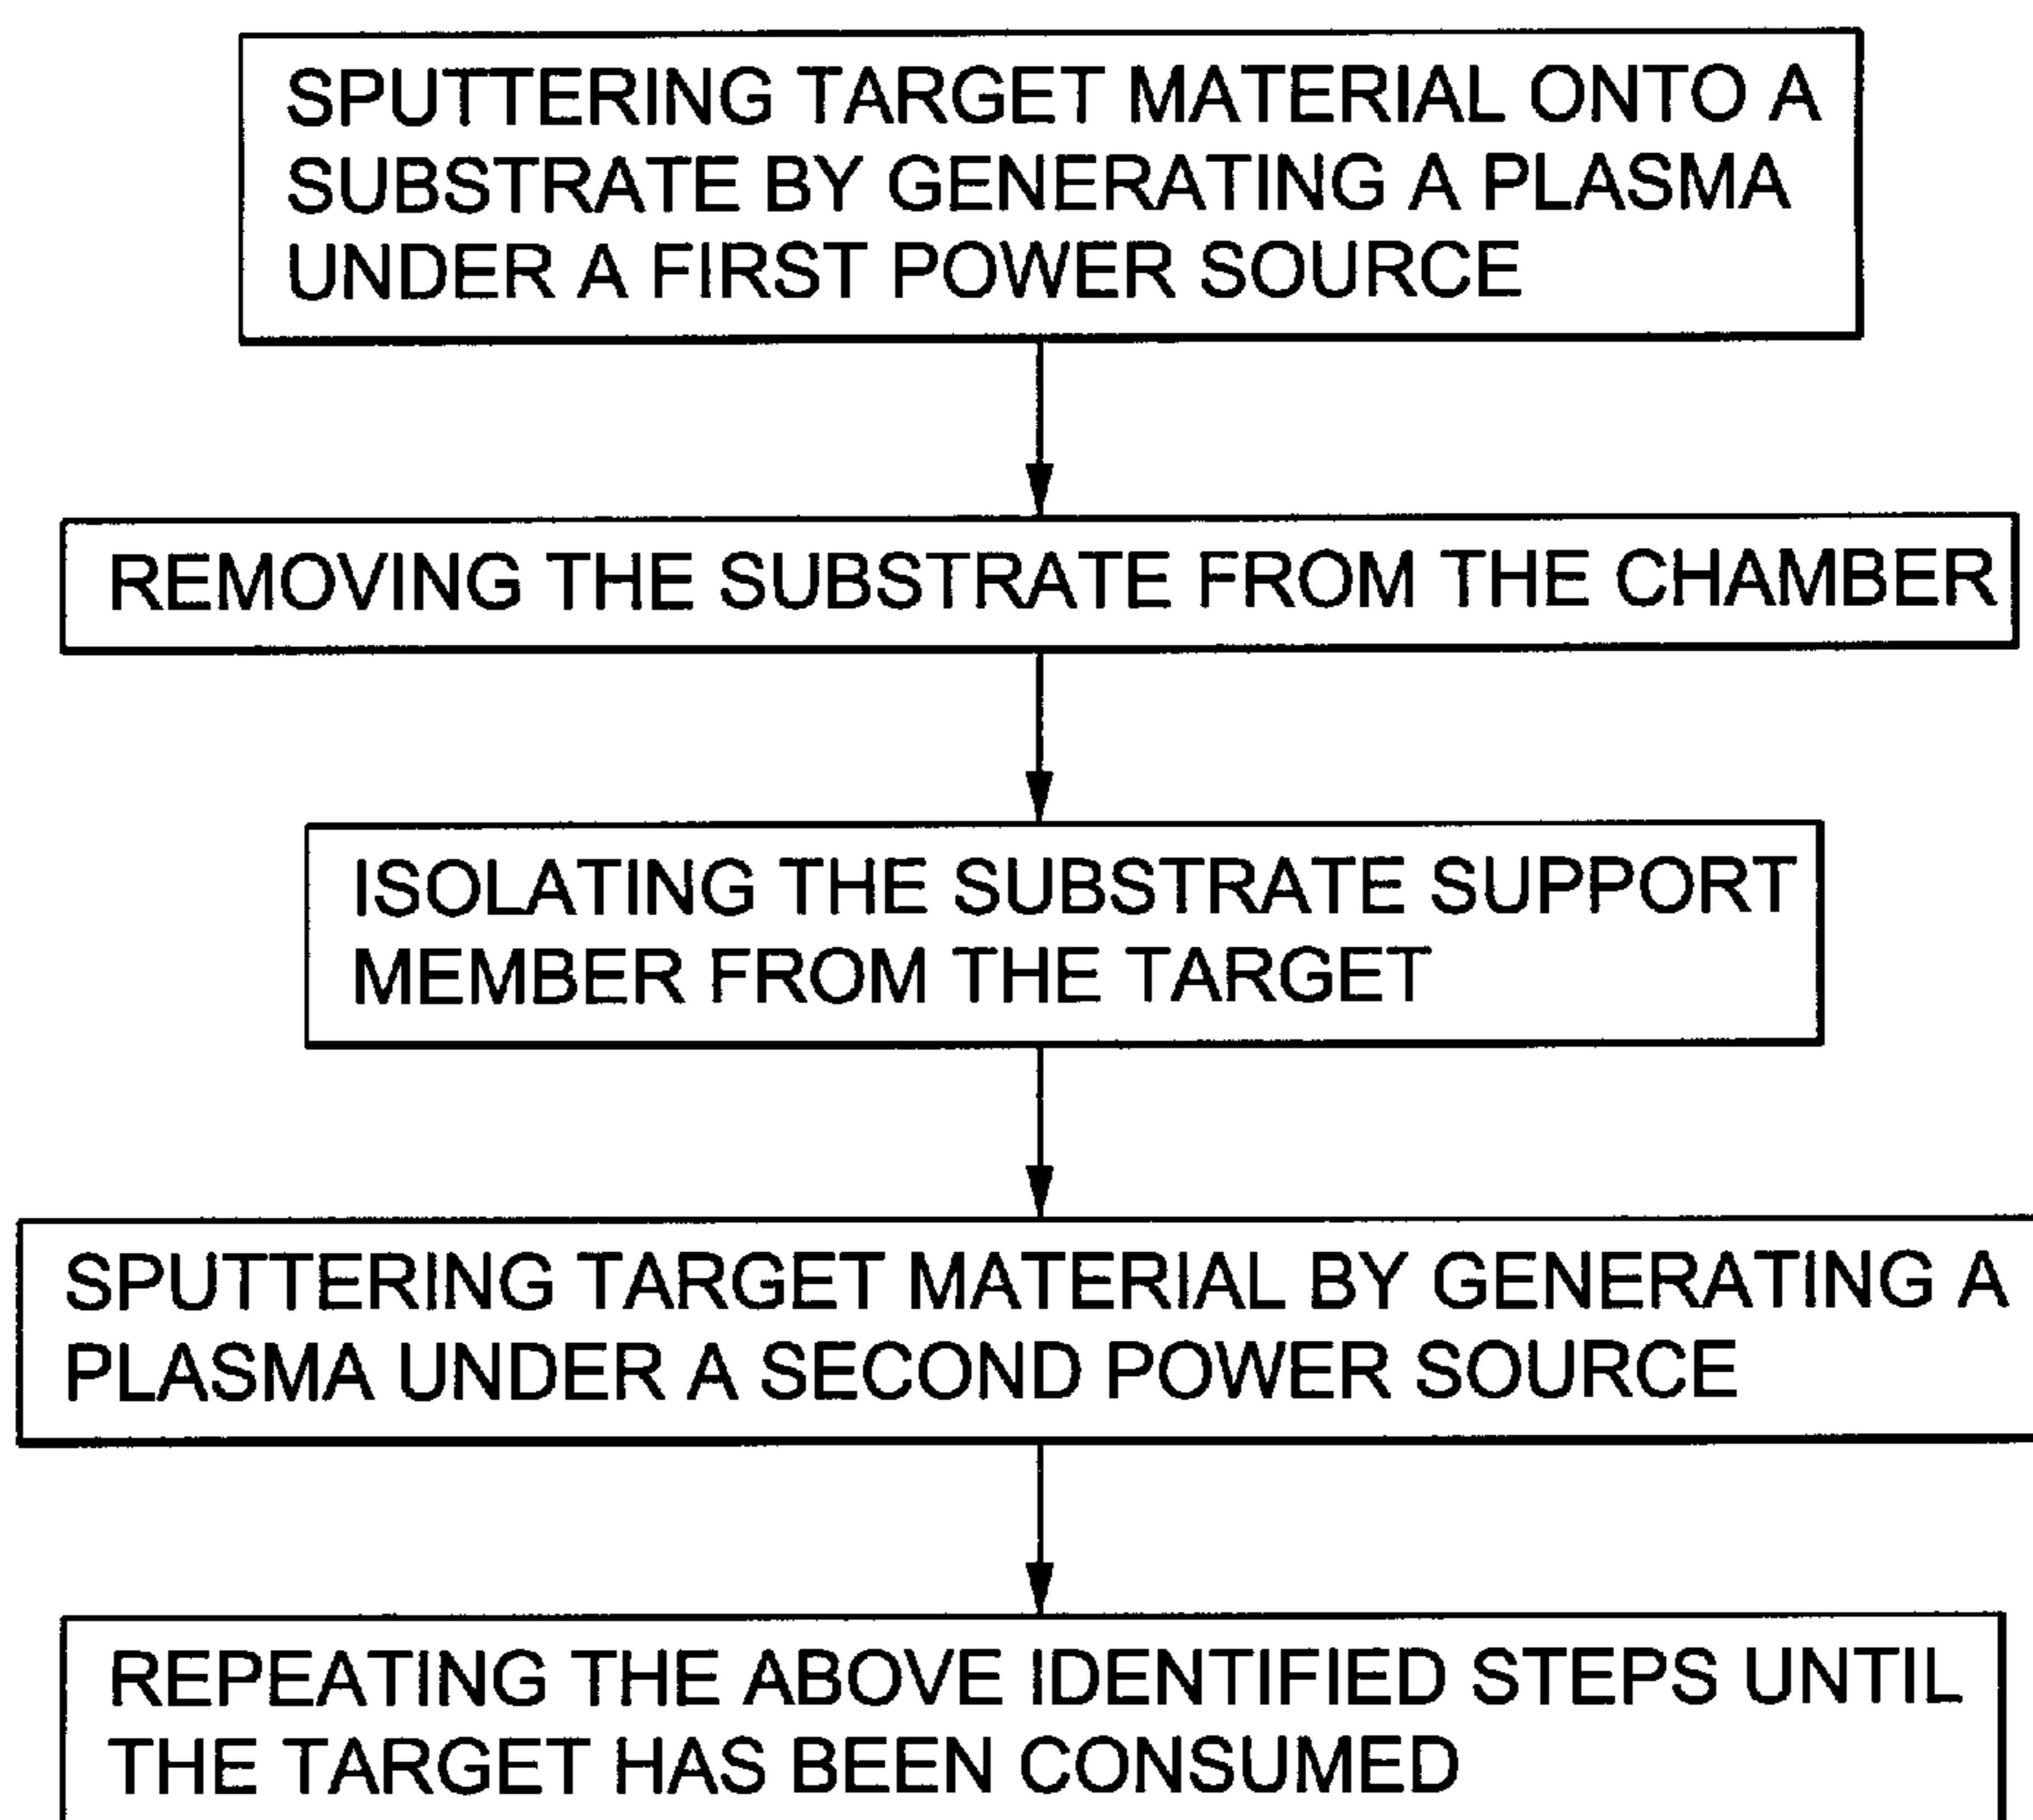 SPUTTERING TARGET MATERIAL ONTO A
SUBSTRATE BY GENERATING A PLASMA
UNDER A FIRST POWER SOURCE
REMOVING THE SUBSTRATE FROM THE CHAMBER
ISOLATING THE SUBSTRATE SUPPORT
MEMBER FROM THE TARGET
SPUTTERING TARGET MATERIAL BY GENERATING A
PLASMA UNDER A SECOND POWER SOURCE
REPEATING THE ABOVE IDENTIFIED STEPS UNTIL
THE TARGET HAS BEEN CONSUMED